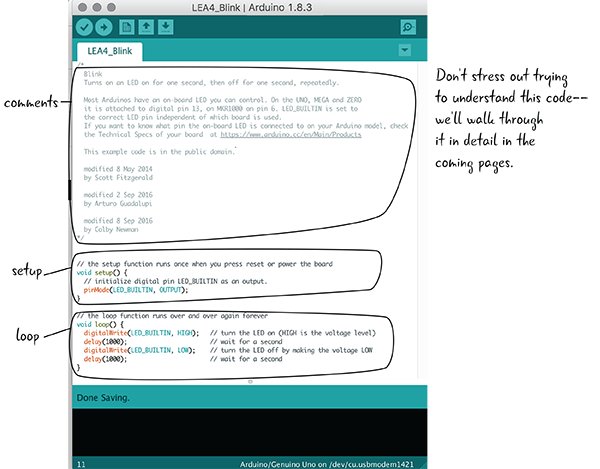 LEA4_Blink | Arduino 1.8.3
LEA4_Blink
/*
Blink
Turns on an LED on for one second, then off for one second, repeatedly.
Most Arduinos have an on-board LED you can control. On the UNO, MEGA and ZERO
it is attached to digital pin 13, on MKR1000 on pin 6. LED_BUILTIN is set to
the correct LED pin independent of which board is used.
If you want to know what pin the on-board LED is connected to on your Arduino model, check
the Technical Specs of your board at https://www.arduino.cc/en/Main/Products
This example code is in the public domain.
modified 8 May 2014
by Scott Fitzgerald
modified 2 Sep 2016
by Arturo Guadalupi
modified 8 Sep 2016
by Colby Newman
*/
// the setup function runs once when you press reset or power the board
void setup() {
// initialize digital pin LED_BUILTIN as an output.
pinMode(LED_BUILTIN, OUTPUT);
}
// the loop function runs over and over again forever
void loop() {
digitalWrite(LED_BUILTIN, HIGH); // turn the LED on (HIGH is the voltage level)
delay(1000); // wait for a second
digitalWrite(LED_BUILTIN, LOW); // turn the LED off by making the voltage LOW
delay(1000); // wait for a second
}
Done Saving.
11
Arduino/Genuino Uno on /dev/cu.usbmodem1421
comments
setup
loop
Don't stress out trying
to understand this code--
we'll walk through
it in detail in the
coming pages.